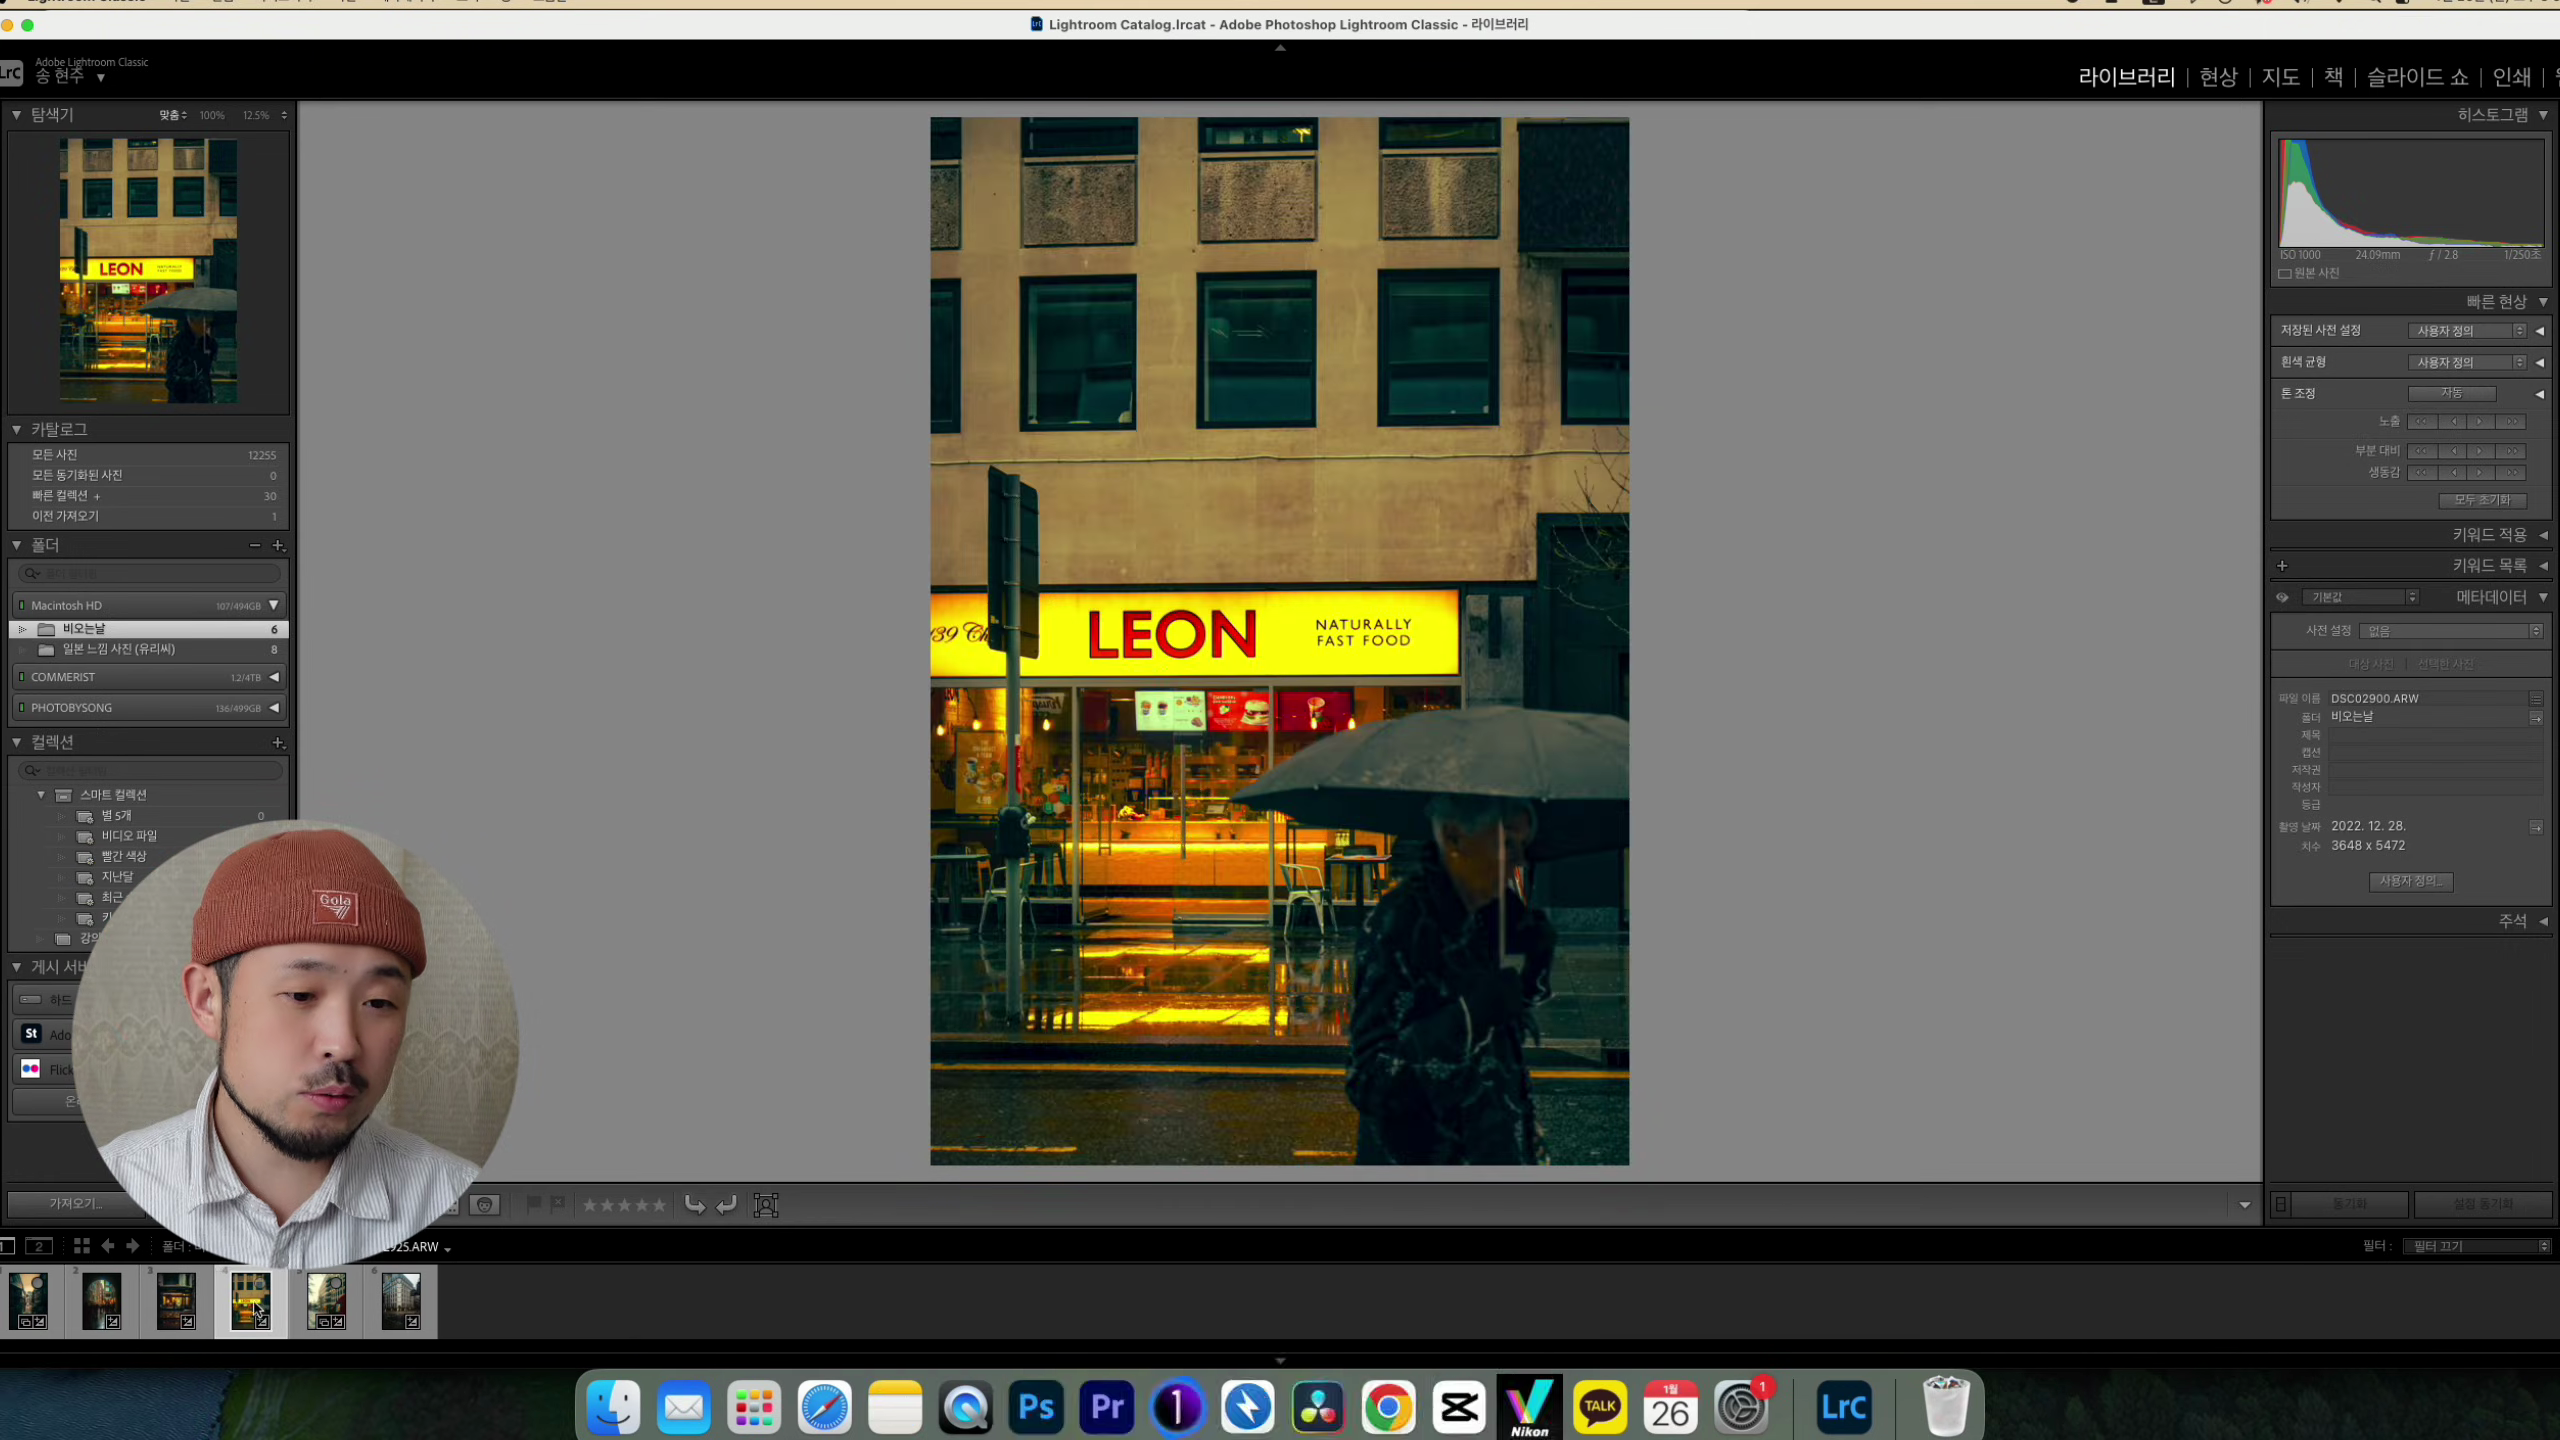 Lightroom Catalog.lrcat - Adobe Photoshop Lightroom Classic - 라이브러리
LrC
Adobe Lightroom Classic
송 현주
라이브러리 | 현상 | 지도 | 책 | 슬라이드 쇼 | 인쇄
탐색기 맞춤 100% 12.5%
LEON
카탈로그
모든 사진 12255
모든 동기화된 사진 0
빠른 컬렉션 + 30
이전 가져오기 1
폴더
Macintosh HD 107/494GB
비오는날 6
일본 느낌 사진 (유리씨) 8
COMMERIST 1.2/4TB
PHOTOBYSONG 136/499GB
컬렉션
스마트 컬렉션
별 5개 0
비디오 파일
빨간 색상
지난달
최근
게시 서
하드
St Ado
Flick
가져오기...
Gola
LEON
NATURALLY
FAST FOOD
히스토그램
ISO 1000 24.09mm ƒ / 2.8 1/250초
원본 사진
빠른 현상
저장된 사전 설정 사용자 정의
흰색 균형 사용자 정의
톤 조정 자동
노출
부분 대비
생동감
모두 초기화
키워드 적용
키워드 목록
기본값 메타데이터
사전 설정 없음
대상 사진 | 선택한 사진
파일 이름 DSC02900.ARW
폴더 비오는날
제목
캡션
저작권
작성자
등급
촬영 날짜 2022. 12. 28.
치수 3648 x 5472
사용자 정의...
주석
동기화 설정 동기화
2 폴더 : 925.ARW
필터 : 필터 끄기
1 2 3 4 5 6
Ps
Pr
1
Nikon
TALK
1월
26
1
LrC